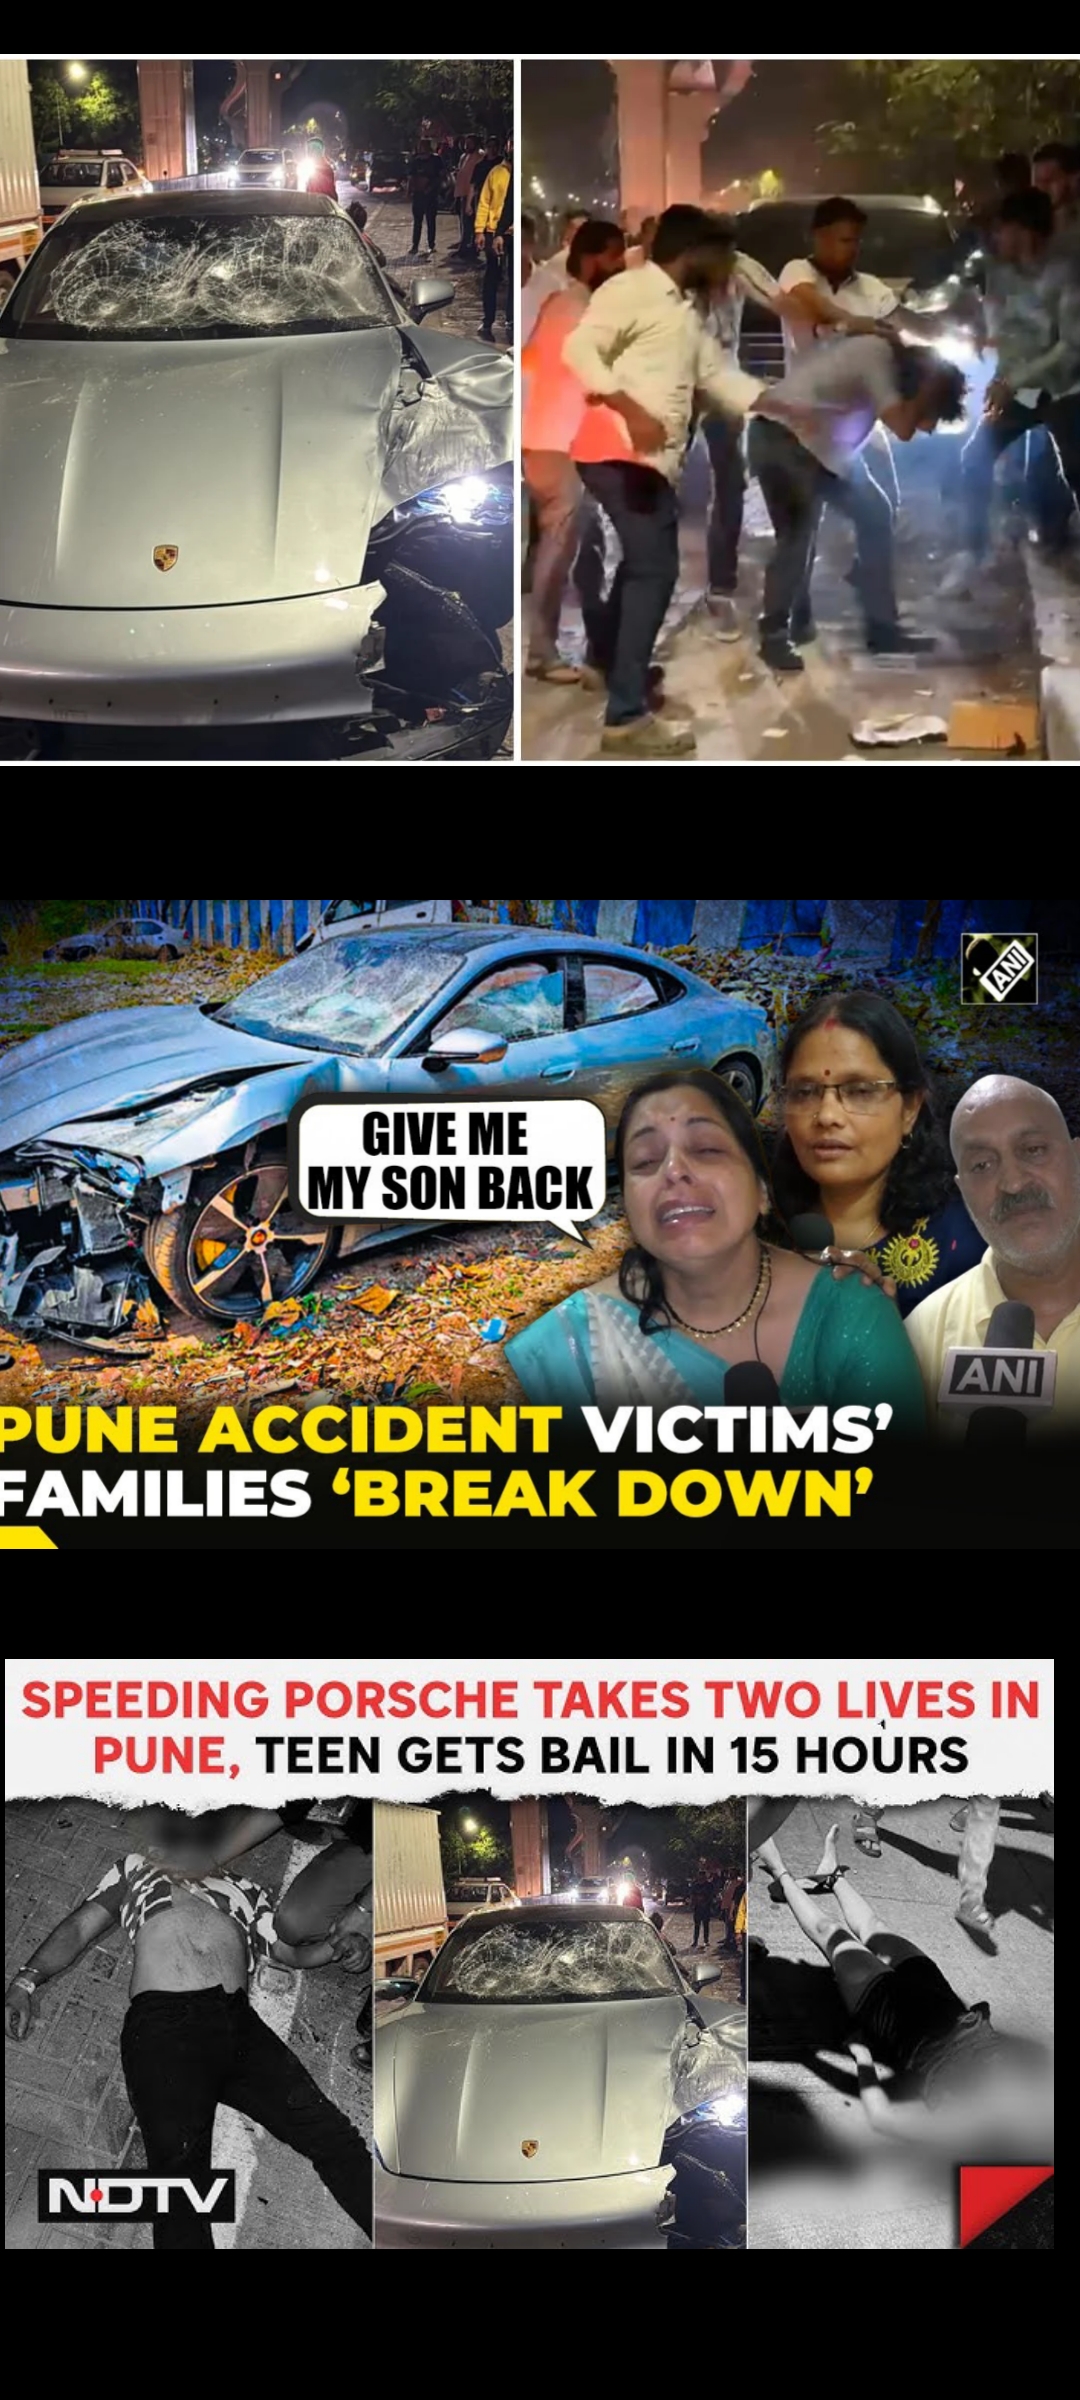 ANI
GIVE ME
MY SON BACK
ANI
PUNE ACCIDENT VICTIMS’
FAMILIES ‘BREAK DOWN’
SPEEDING PORSCHE TAKES TWO LIVES IN
PUNE, TEEN GETS BAIL IN 15 HOURS
NDTV